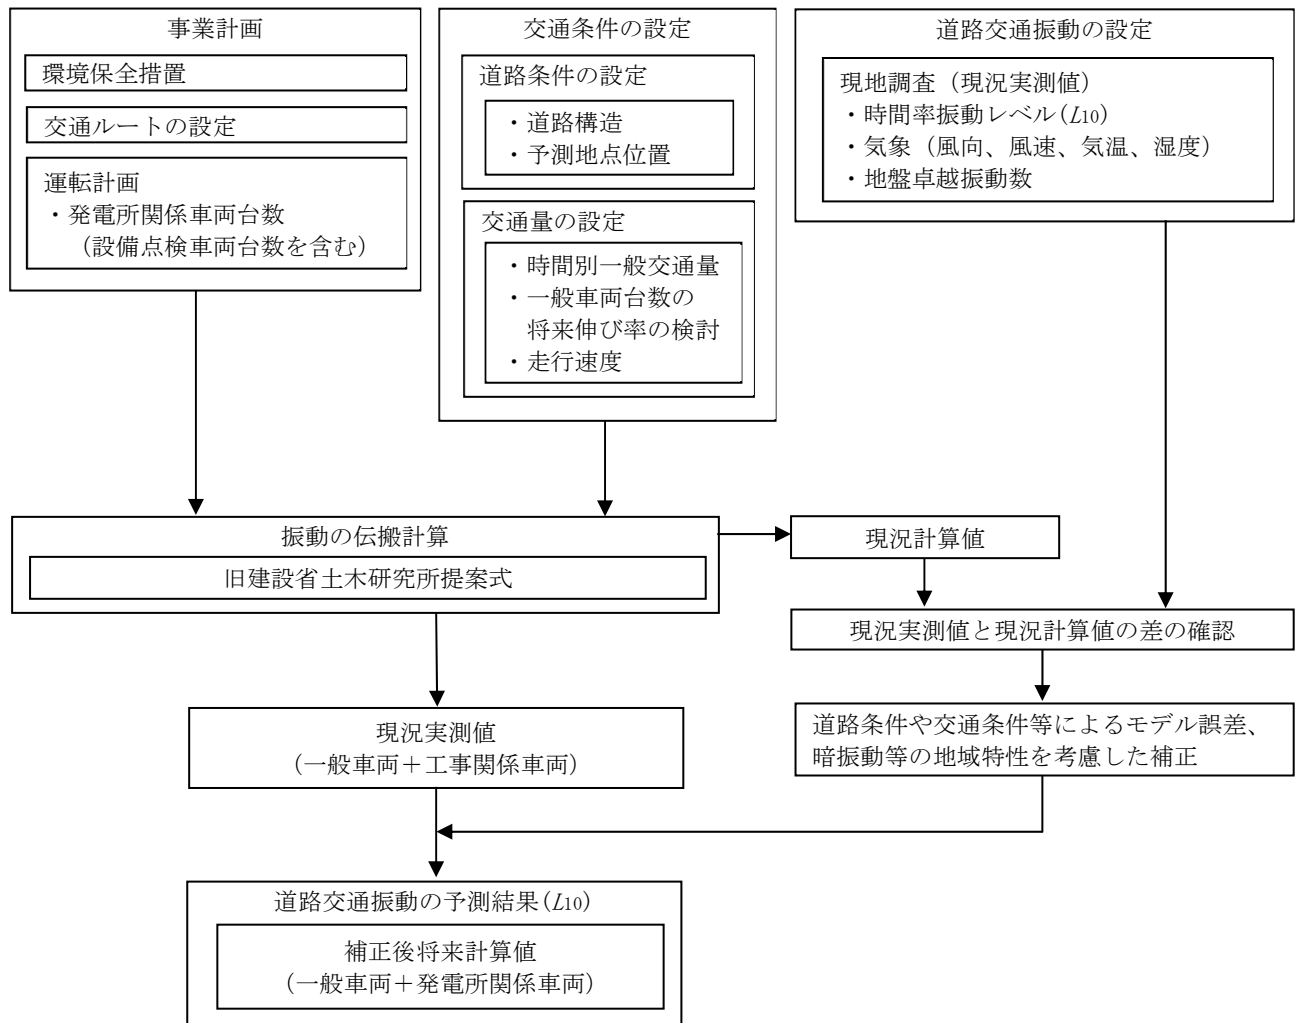 事業計画
環境保全措置
交通ルートの設定
運転計画
・発電所関係車両台数
（設備点検車両台数を含む）
交通条件の設定
道路条件の設定
・道路構造
・予測地点位置
交通量の設定
・時間別一般交通量
・一般車両台数の
将来伸び率の検討
・走行速度
道路交通振動の設定
現地調査（現況実測値）
・時間率振動レベル(L10)
・気象（風向、風速、気温、湿度）
・地盤卓越振動数
振動の伝搬計算
旧建設省土木研究所提案式
現況計算値
現況実測値と現況計算値の差の確認
道路条件や交通条件等によるモデル誤差、
暗振動等の地域特性を考慮した補正
現況実測値
(一般車両＋工事関係車両)
道路交通振動の予測結果(L10)
補正後将来計算値
(一般車両＋発電所関係車両)